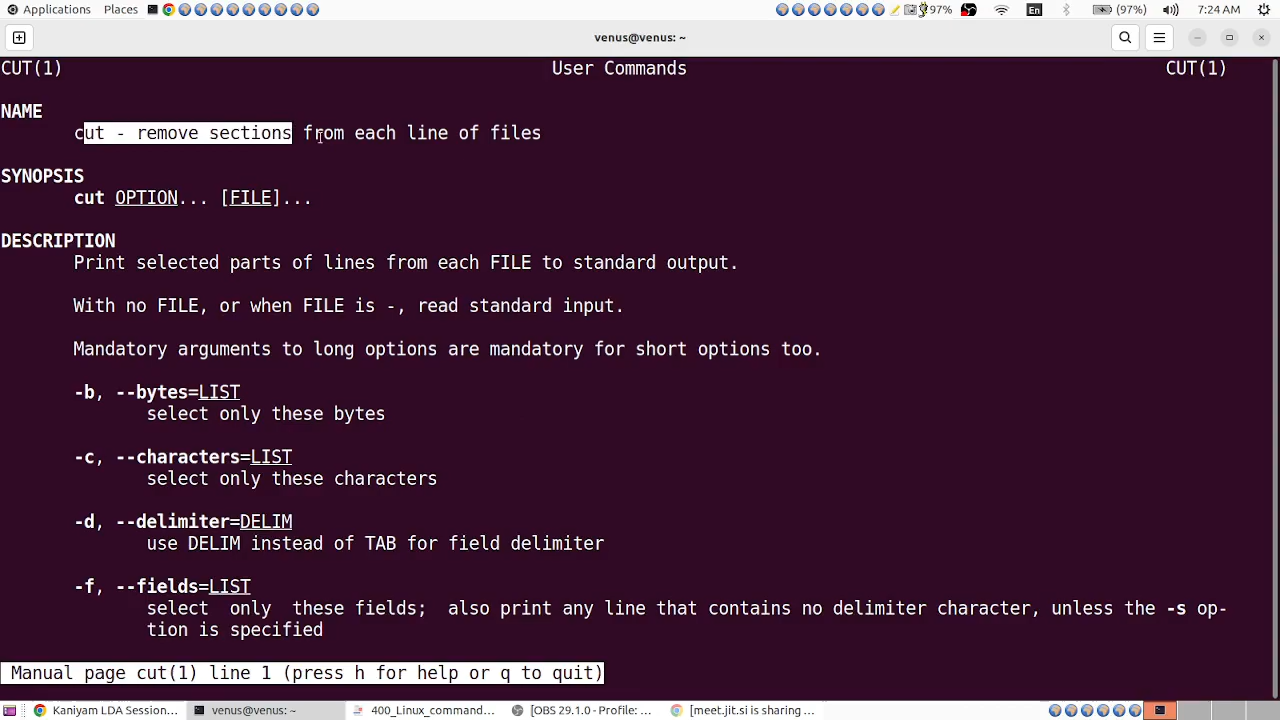 Applications Places 97% En (97%) 7:24 AM
venus@venus: ~
CUT(1) User Commands CUT(1)
NAME
cut - remove sections from each line of files
SYNOPSIS
cut OPTION... [FILE]...
DESCRIPTION
Print selected parts of lines from each FILE to standard output.
With no FILE, or when FILE is -, read standard input.
Mandatory arguments to long options are mandatory for short options too.
-b, --bytes=LIST
select only these bytes
-c, --characters=LIST
select only these characters
-d, --delimiter=DELIM
use DELIM instead of TAB for field delimiter
-f, --fields=LIST
select only these fields; also print any line that contains no delimiter character, unless the -s op-
tion is specified
Manual page cut(1) line 1 (press h for help or q to quit)
Kaniyam LDA Session... venus@venus: ~ 400_Linux_command... [OBS 29.1.0 - Profile: ... [meet.jit.si is sharing ...